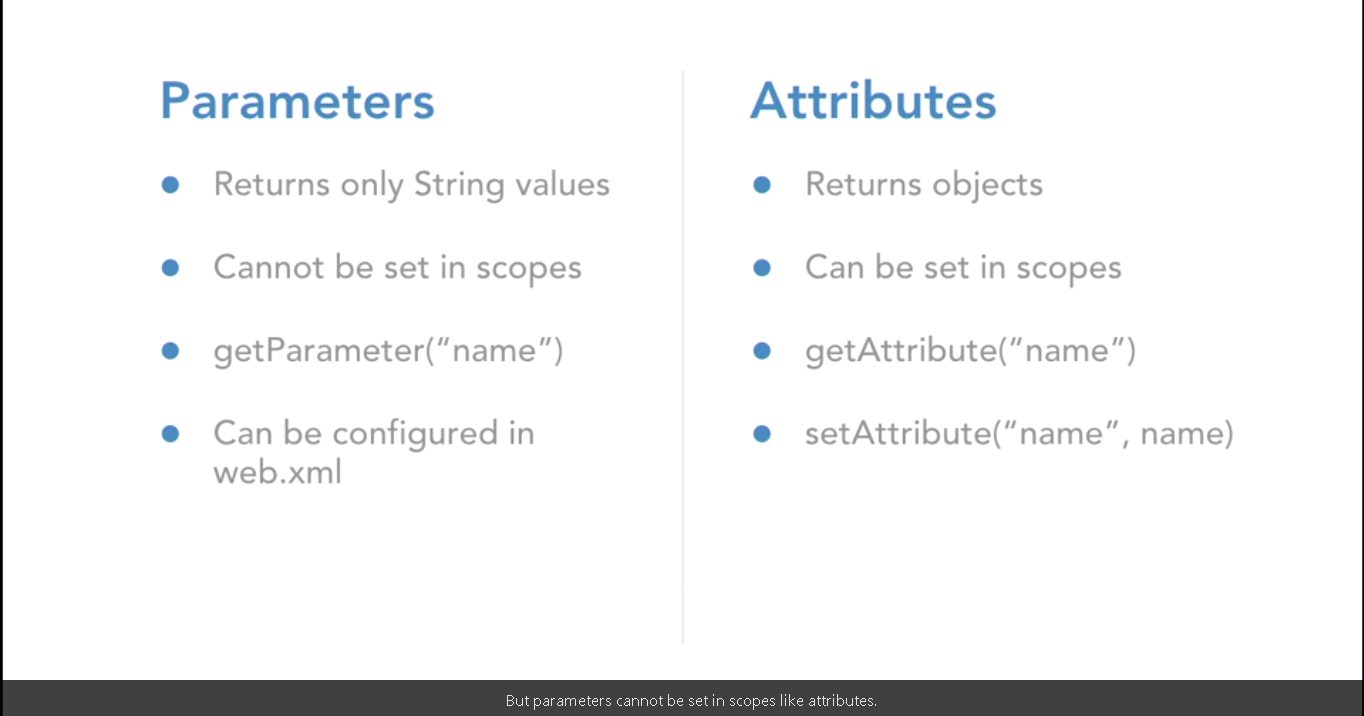 Parameters
Returns only String values
Cannot be set in scopes
getParameter(“name”)
Can be configured in
web.xml
Attributes
Returns objects
Can be set in scopes
getAttribute(“name”)
setAttribute(“name”, name)
But parameters cannot be set in scopes like attributes.